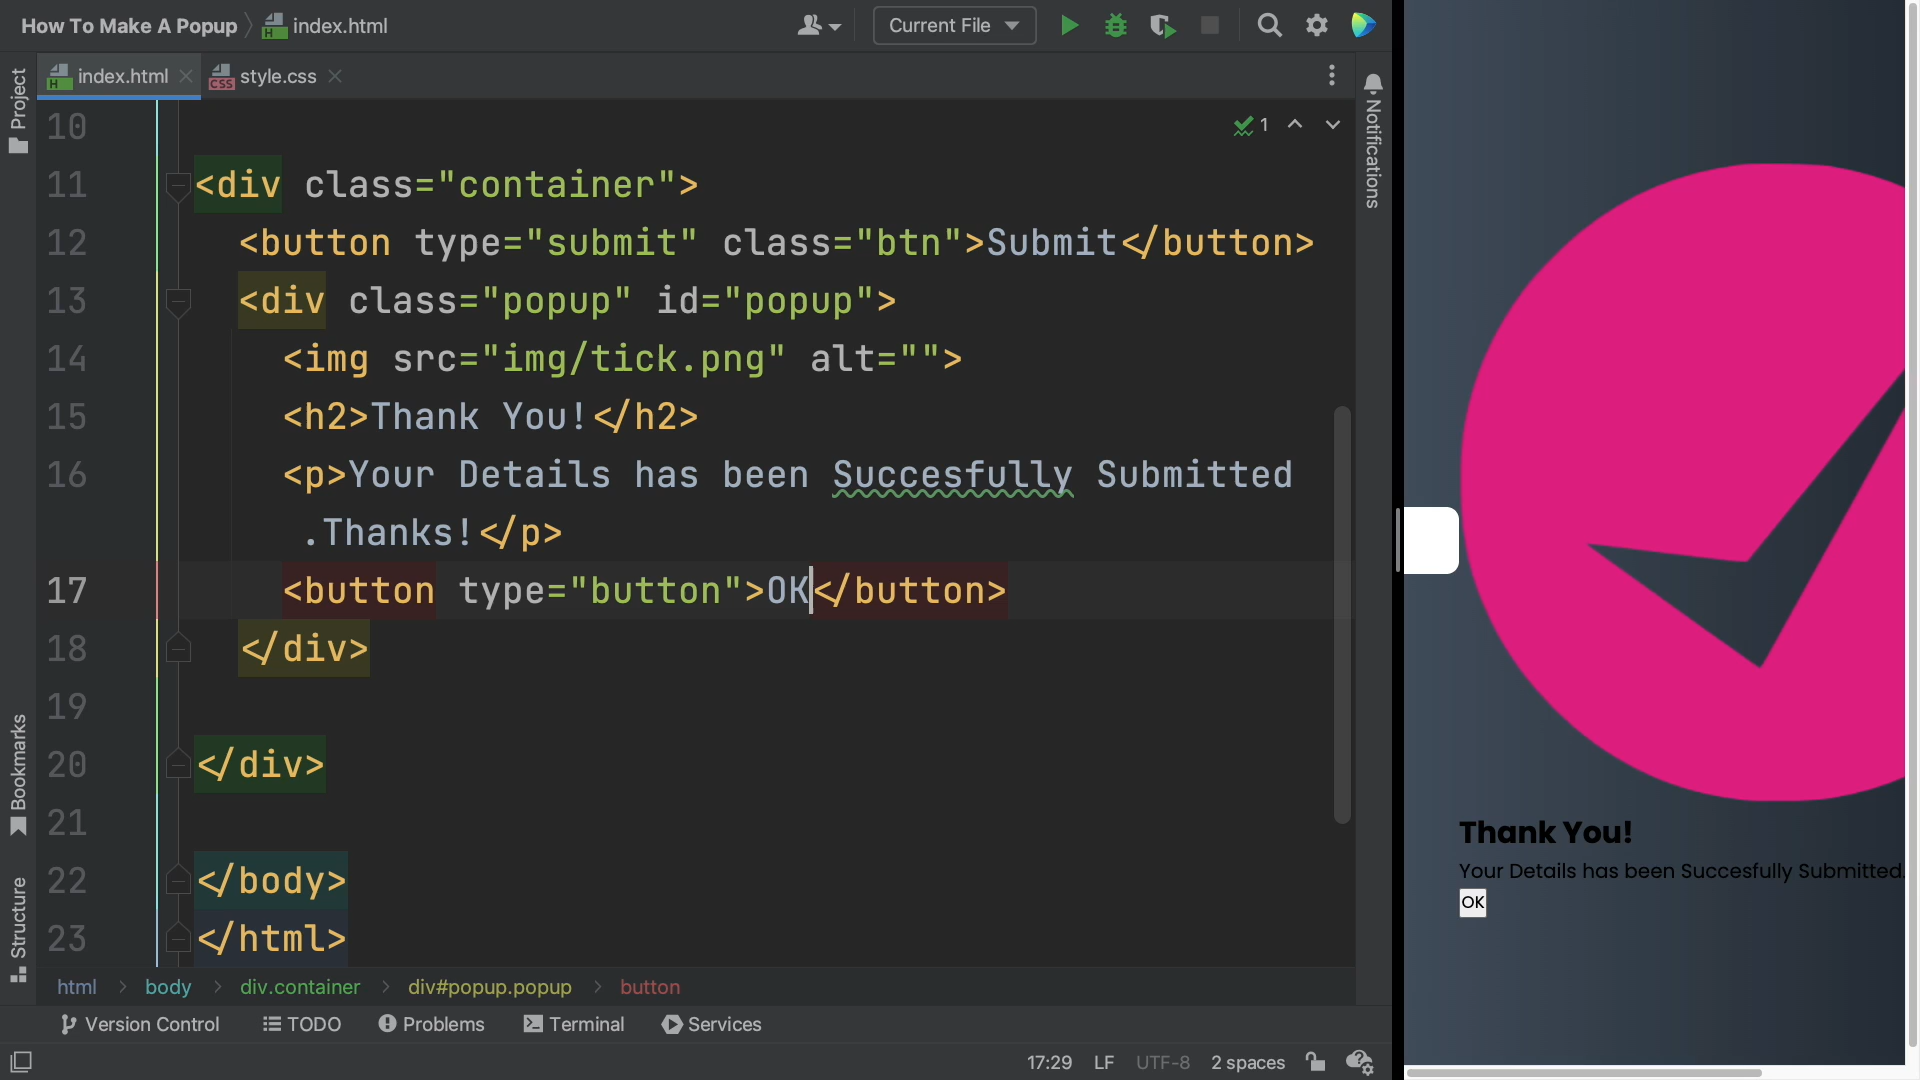 How To Make A Popup index.html Current File
index.html style.css
Project
Notifications
1
10
11 <div class="container">
12 <button type="submit" class="btn">Submit</button>
13 <div class="popup" id="popup">
14 <img src="img/tick.png" alt="">
15 <h2>Thank You!</h2>
16 <p>Your Details has been Succesfully Submitted
.Thanks!</p>
17 <button type="button">OK</button>
18 </div>
19
20 </div>
21
22 </body>
23 </html>
Bookmarks
Structure
html body div.container div#popup.popup button
Version Control TODO Problems Terminal Services
17:29 LF UTF-8 2 spaces
Thank You!
Your Details has been Succesfully Submitted.
OK